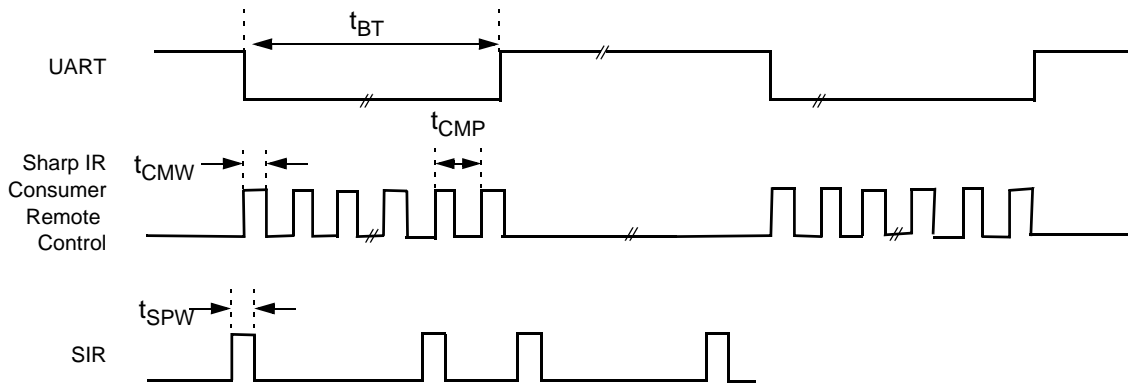 tBT
UART
tCMP
tCMW
Sharp IR
Consumer
Remote
Control
tSPW
SIR